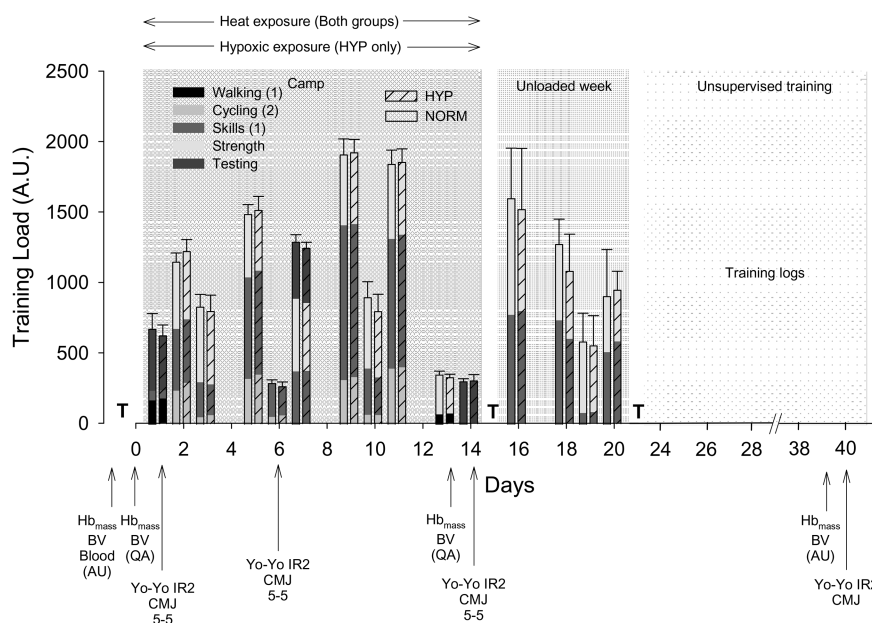 Heat exposure (Both groups)
Hypoxic exposure (HYP only)
Camp
Unloaded week
Unsupervised training
Walking (1)
Cycling (2)
Skills (1)
Strength
Testing
HYP
NORM
Training logs
Training Load (A.U.)
2500
2000
1500
1000
500
0
T
T
T
0 2 4 6 8 10 12 14 16 18 20 24 26 28 38 40
Days
Hbmass
BV
Blood
(AU)
Hbmass
BV
(QA)
Yo-Yo IR2
CMJ
5-5
Yo-Yo IR2
CMJ
5-5
Hbmass
BV
(QA)
Yo-Yo IR2
CMJ
5-5
Hbmass
BV
(AU)
Yo-Yo IR2
CMJ